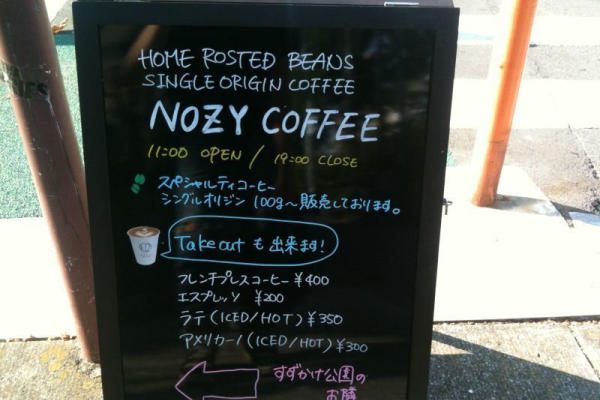 HOME ROSTED BEANS
SINGLE ORIGIN COFFEE
NOZY COFFEE
11:00 OPEN / 19:00 CLOSE
スペシャルティコーヒー
シングルオリジン 100g〜販売しております。
Take out も出来ます!
フレンチプレスコーヒー ¥400
エスプレッソ ¥200
ラテ (ICED/HOT) ¥350
アメリカーノ (ICED/HOT) ¥300
すずかけ公園の
お隣